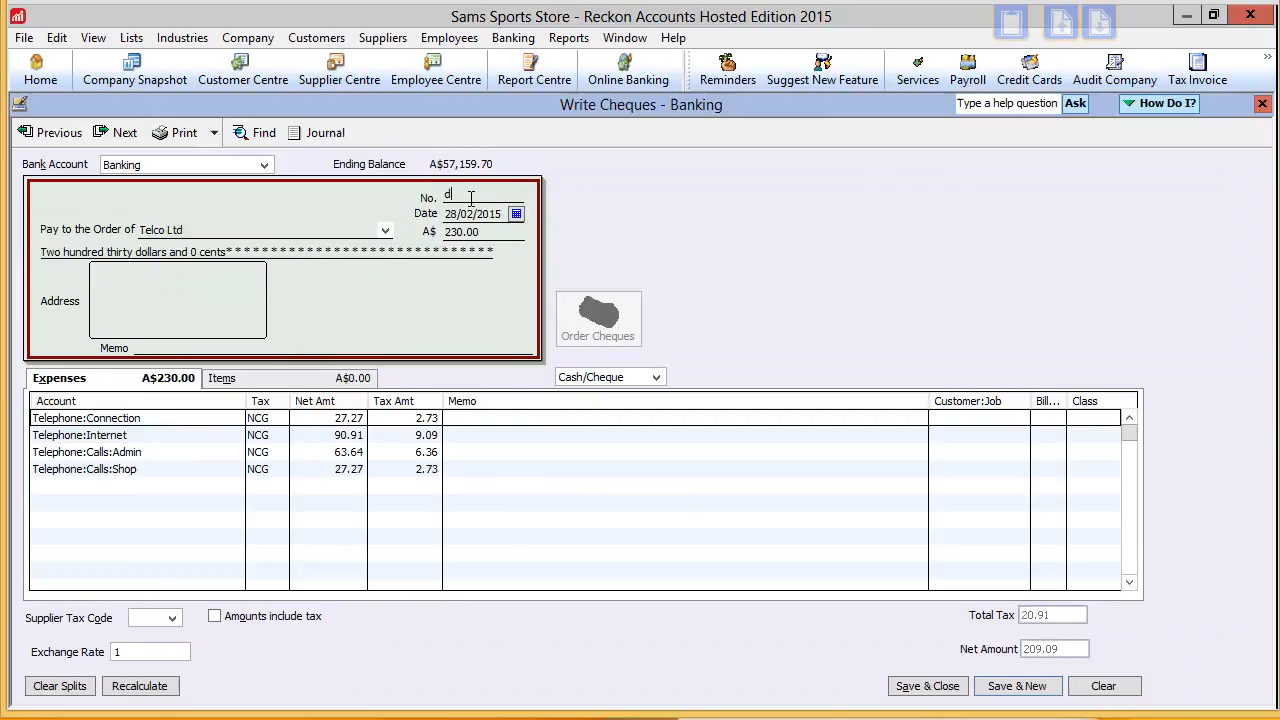 Sams Sports Store - Reckon Accounts Hosted Edition 2015
File Edit View Lists Industries Company Customers Suppliers Employees Banking Reports Window Help
Home Company Snapshot Customer Centre Supplier Centre Employee Centre Report Centre Online Banking Reminders Suggest New Feature Services Payroll Credit Cards Audit Company Tax Invoice »
Write Cheques - Banking Type a help question Ask How Do I?
Previous Next Print Find Journal
Bank Account Banking Ending Balance A$57,159.70
No. d
Date 28/02/2015
Pay to the Order of Telco Ltd A$ 230.00
Two hundred thirty dollars and 0 cents* * * * * * * * * * * * * * * * * * * * * * * * * * * * * *
Address
Order Cheques
Memo
Expenses A$230.00 Items A$0.00 Cash/Cheque
Account Tax Net Amt Tax Amt Memo Customer:Job Bill... Class
Telephone:Connection NCG 27.27 2.73
Telephone:Internet NCG 90.91 9.09
Telephone:Calls:Admin NCG 63.64 6.36
Telephone:Calls:Shop NCG 27.27 2.73
Supplier Tax Code Amounts include tax Total Tax 20.91
Exchange Rate 1 Net Amount 209.09
Clear Splits Recalculate Save & Close Save & New Clear